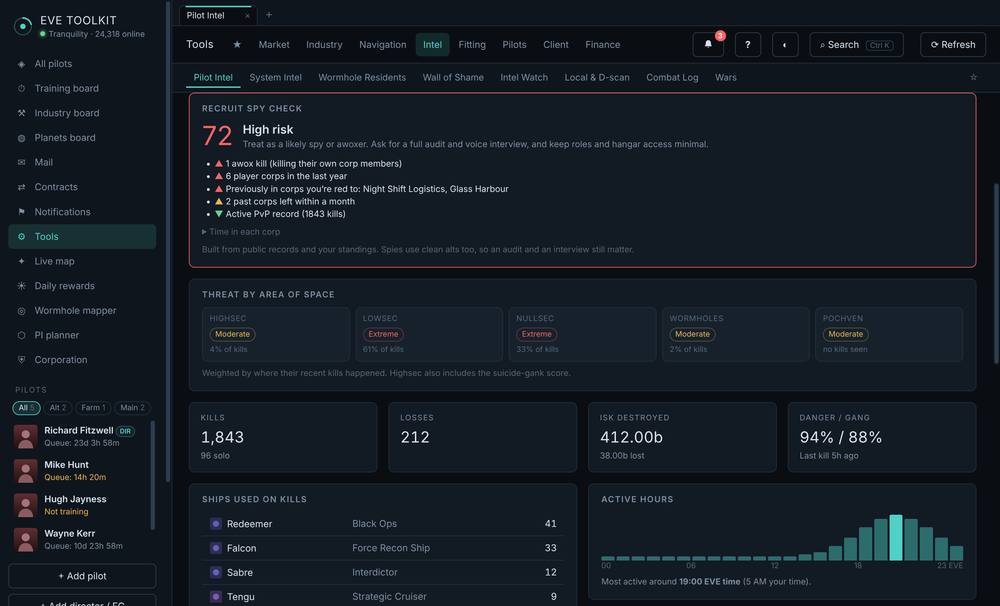 EVE TOOLKIT
Tranquility · 24,318 online
All pilots
Training board
Industry board
Planets board
Mail
Contracts
Notifications
Tools
Live map
Daily rewards
Wormhole mapper
PI planner
Corporation
PILOTS
All 5 Alt 2 Farm 1 Main 2
Richard Fitzwell DIR
Queue: 23d 3h 58m
Mike Hunt
Queue: 14h 20m
Hugh Jayness
Not training
Wayne Kerr
Queue: 10d 23h 58m
+ Add pilot
+ Add director / FC
Pilot Intel × +
Tools ★ Market Industry Navigation Intel Fitting Pilots Client Finance 3 ? Search Ctrl K Refresh
Pilot Intel System Intel Wormhole Residents Wall of Shame Intel Watch Local & D-scan Combat Log Wars
RECRUIT SPY CHECK
72 High risk
Treat as a likely spy or awoxer. Ask for a full audit and voice interview, and keep roles and hangar access minimal.
• ▲ 1 awox kill (killing their own corp members)
• ▲ 6 player corps in the last year
• ▲ Previously in corps you're red to: Night Shift Logistics, Glass Harbour
• ▲ 2 past corps left within a month
• ▼ Active PvP record (1843 kills)
▶ Time in each corp
Built from public records and your standings. Spies use clean alts too, so an audit and an interview still matter.
THREAT BY AREA OF SPACE
HIGHSEC
Moderate
4% of kills
LOWSEC
Extreme
61% of kills
NULLSEC
Extreme
33% of kills
WORMHOLES
Moderate
2% of kills
POCHVEN
Moderate
no kills seen
Weighted by where their recent kills happened. Highsec also includes the suicide-gank score.
KILLS
1,843
96 solo
LOSSES
212
ISK DESTROYED
412.00b
38.00b lost
DANGER / GANG
94% / 88%
Last kill 5h ago
SHIPS USED ON KILLS
Redeemer Black Ops 41
Falcon Force Recon Ship 33
Sabre Interdictor 12
Tengu Strategic Cruiser 9
ACTIVE HOURS
00 06 12 18 23 EVE
Most active around 19:00 EVE time (5 AM your time).